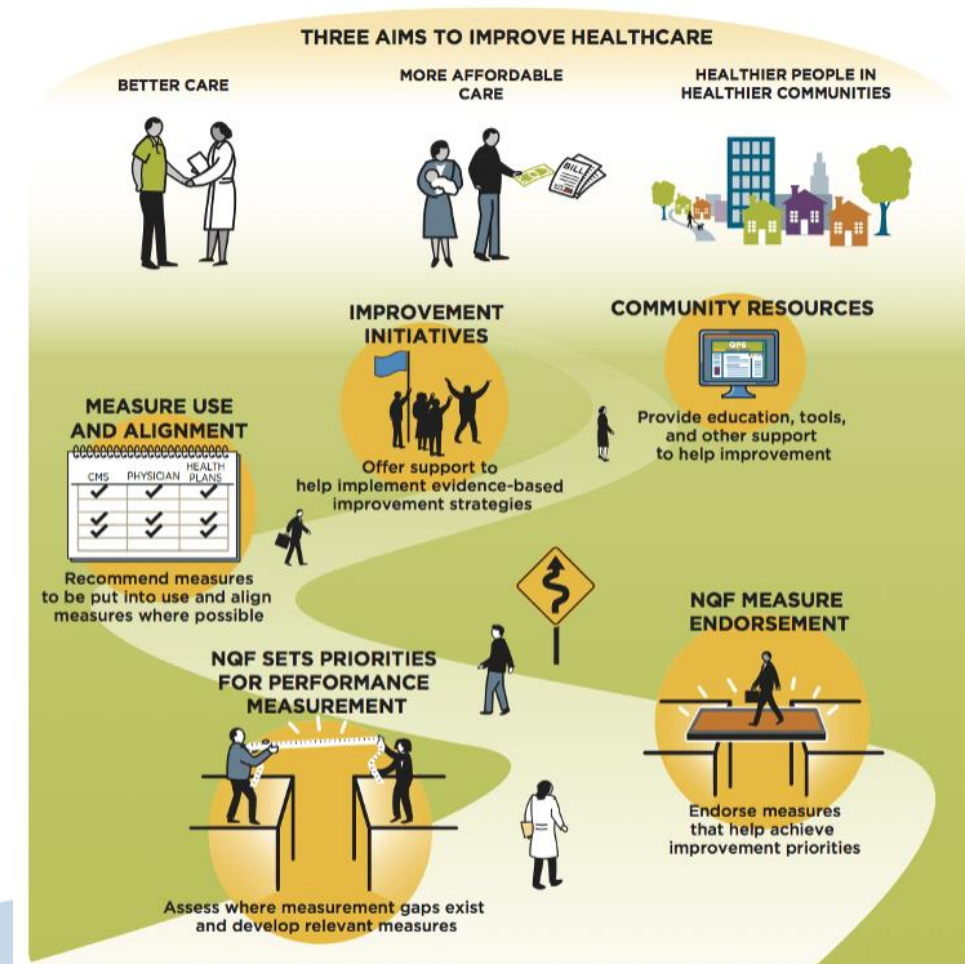 THREE AIMS TO IMPROVE HEALTHCARE
BETTER CARE
MORE AFFORDABLE
CARE
HEALTHIER PEOPLE IN
HEALTHIER COMMUNITIES
BILL
IMPROVEMENT
INITIATIVES
Offer support to
help implement evidence-based
improvement strategies
COMMUNITY RESOURCES
QPS
Provide education, tools,
and other support
to help improvement
MEASURE USE
AND ALIGNMENT
CMS PHYSICIAN HEALTH
PLANS
Recommend measures
to be put into use and align
measures where possible
NQF MEASURE
ENDORSEMENT
Endorse measures
that help achieve
improvement priorities
NQF SETS PRIORITIES
FOR PERFORMANCE
MEASUREMENT
Assess where measurement gaps exist
and develop relevant measures